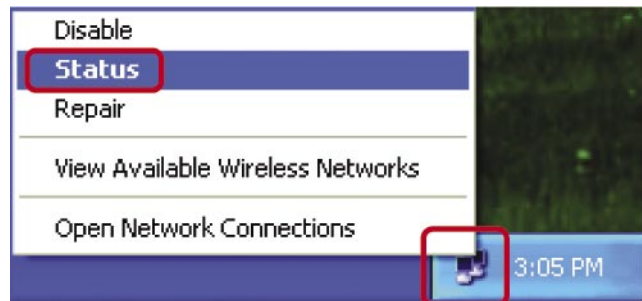 Disable
Status
Repair
View Available Wireless Networks
Open Network Connections
3:05 PM